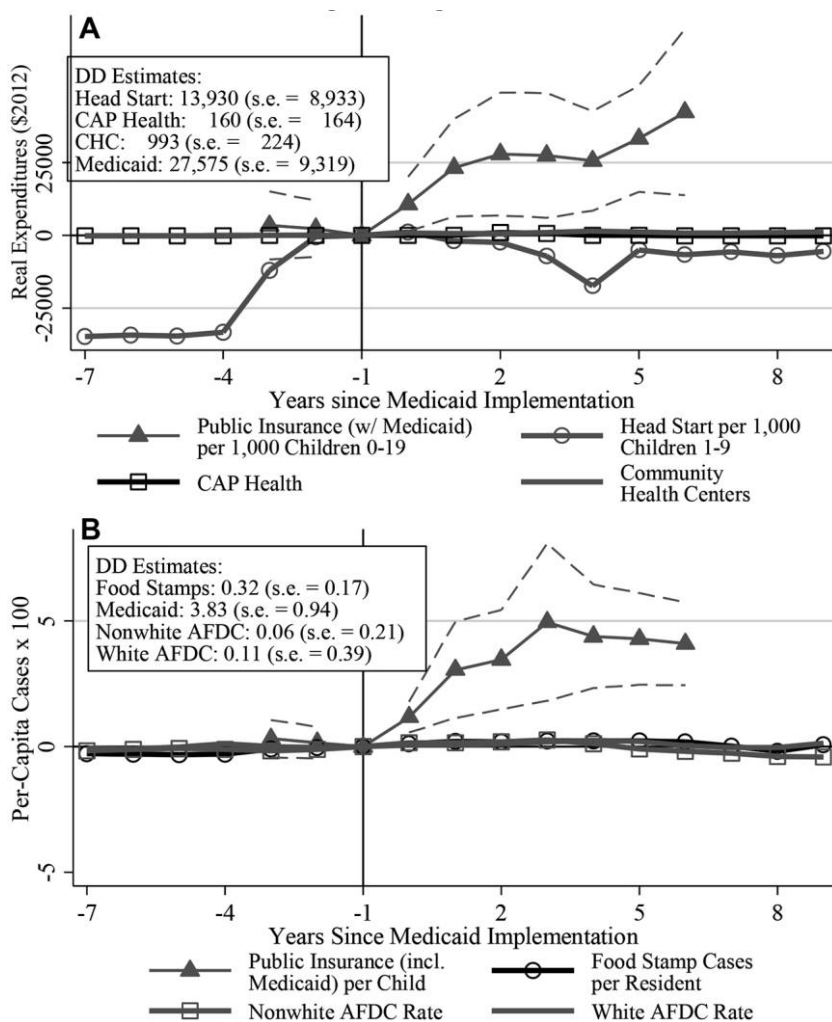 A
DD Estimates:
Head Start: 13,930 (s.e. = 8,933)
CAP Health: 160 (s.e. = 164)
CHC: 993 (s.e. = 224)
Medicaid: 27,575 (s.e. = 9,319)
Real Expenditures ($2012)
25000
0
-25000
-7 -4 -1 2 5 8
Years since Medicaid Implementation
Public Insurance (w/ Medicaid)
per 1,000 Children 0-19
Head Start per 1,000
Children 1-9
CAP Health
Community
Health Centers
B
DD Estimates:
Food Stamps: 0.32 (s.e. = 0.17)
Medicaid: 3.83 (s.e. = 0.94)
Nonwhite AFDC: 0.06 (s.e. = 0.21)
White AFDC: 0.11 (s.e. = 0.39)
Per-Capita Cases x 100
5
0
-5
-7 -4 -1 2 5 8
Years Since Medicaid Implementation
Public Insurance (incl.
Medicaid) per Child
Food Stamp Cases
per Resident
Nonwhite AFDC Rate
White AFDC Rate